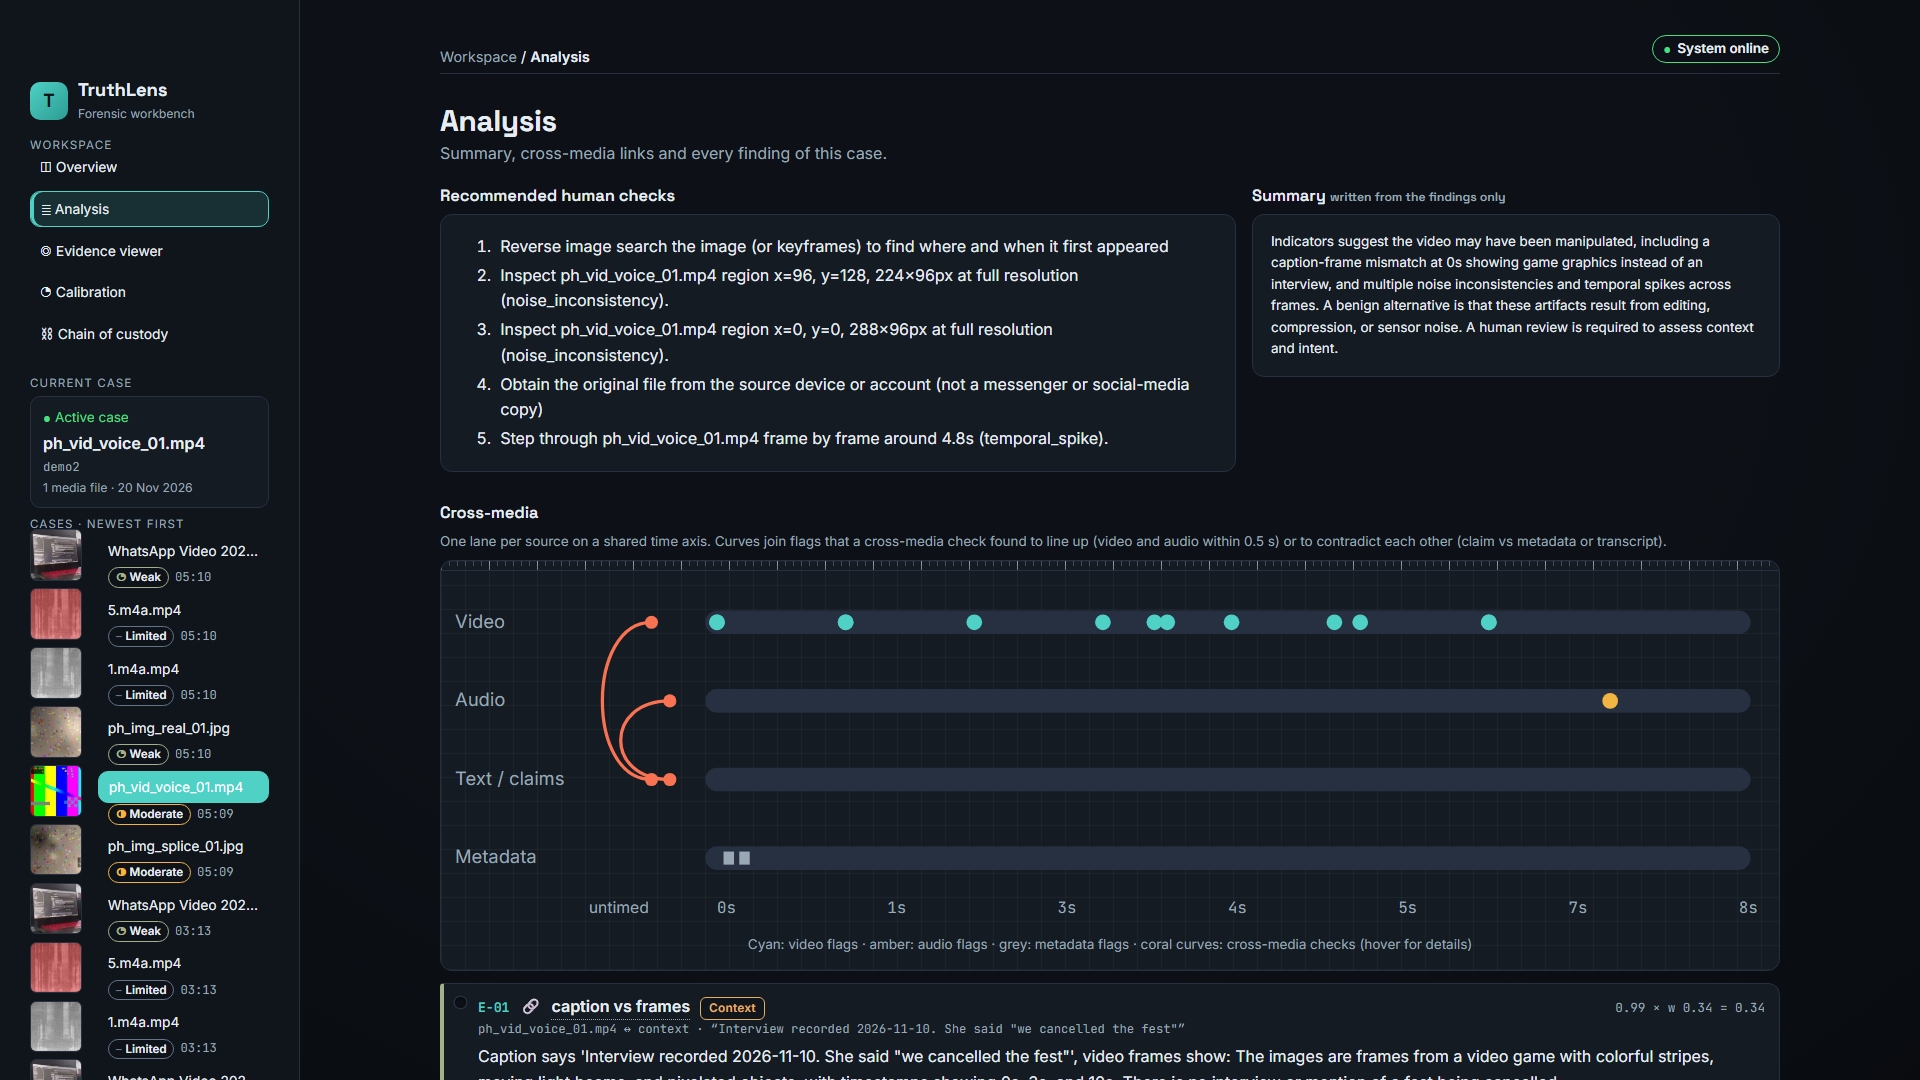 T
TruthLens
Forensic workbench
WORKSPACE
Overview
Analysis
Evidence viewer
Calibration
Chain of custody
CURRENT CASE
Active case
ph_vid_voice_01.mp4
demo2
1 media file · 20 Nov 2026
CASES · NEWEST FIRST
WhatsApp Video 202...
Weak 05:10
5.m4a.mp4
Limited 05:10
1.m4a.mp4
Limited 05:10
ph_img_real_01.jpg
Weak 05:10
ph_vid_voice_01.mp4
Moderate 05:09
ph_img_splice_01.jpg
Moderate 05:09
WhatsApp Video 202...
Weak 03:13
5.m4a.mp4
Limited 03:13
1.m4a.mp4
Limited 03:13
Workspace / Analysis
System online
Analysis
Summary, cross-media links and every finding of this case.
Recommended human checks
1. Reverse image search the image (or keyframes) to find where and when it first appeared
2. Inspect ph_vid_voice_01.mp4 region x=96, y=128, 224×96px at full resolution
(noise_inconsistency).
3. Inspect ph_vid_voice_01.mp4 region x=0, y=0, 288×96px at full resolution
(noise_inconsistency).
4. Obtain the original file from the source device or account (not a messenger or social-media
copy)
5. Step through ph_vid_voice_01.mp4 frame by frame around 4.8s (temporal_spike).
Summary written from the findings only
Indicators suggest the video may have been manipulated, including a
caption-frame mismatch at 0s showing game graphics instead of an
interview, and multiple noise inconsistencies and temporal spikes across
frames. A benign alternative is that these artifacts result from editing,
compression, or sensor noise. A human review is required to assess context
and intent.
Cross-media
One lane per source on a shared time axis. Curves join flags that a cross-media check found to line up (video and audio within 0.5 s) or to contradict each other (claim vs metadata or transcript).
Video
Audio
Text / claims
Metadata
untimed 0s 1s 3s 4s 5s 7s 8s
Cyan: video flags · amber: audio flags · grey: metadata flags · coral curves: cross-media checks (hover for details)
E-01 caption vs frames Context 0.99 × w 0.34 = 0.34
ph_vid_voice_01.mp4 ↔ context · “Interview recorded 2026-11-10. She said "we cancelled the fest"”
Caption says 'Interview recorded 2026-11-10. She said "we cancelled the fest"', video frames show: The images are frames from a video game with colorful stripes,